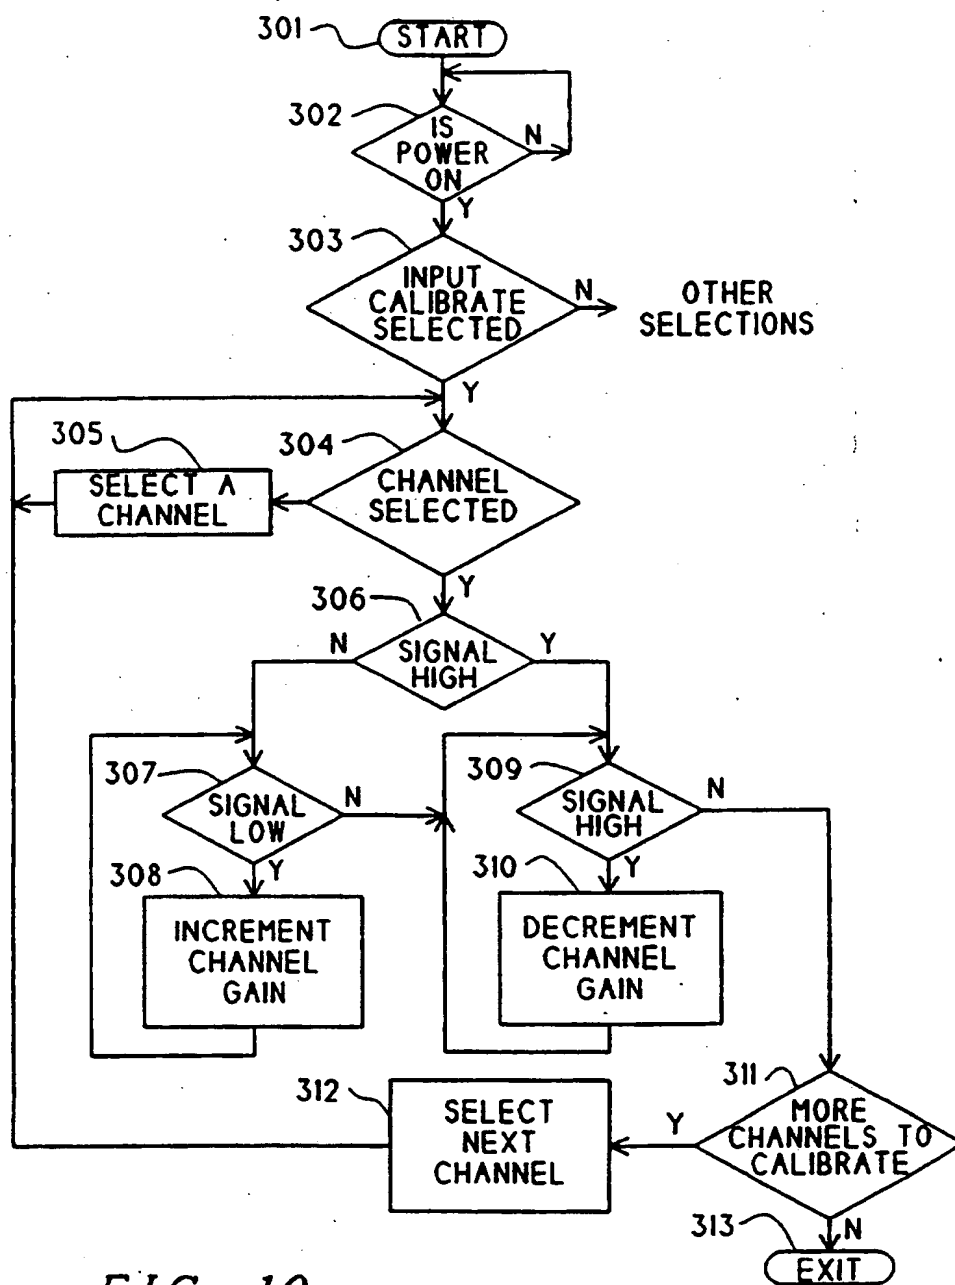 301
START
302
IS
POWER
ON
N
Y
303
INPUT
CALIBRATE
SELECTED
N
OTHER
SELECTIONS
Y
305
SELECT A
CHANNEL
304
CHANNEL
SELECTED
Y
306
N
SIGNAL
HIGH
Y
307
SIGNAL
LOW
N
Y
309
SIGNAL
HIGH
N
Y
308
INCREMENT
CHANNEL
GAIN
310
DECREMENT
CHANNEL
GAIN
312
SELECT
NEXT
CHANNEL
311
MORE
CHANNELS TO
CALIBRATE
Y
N
313
EXIT
FIG. 10